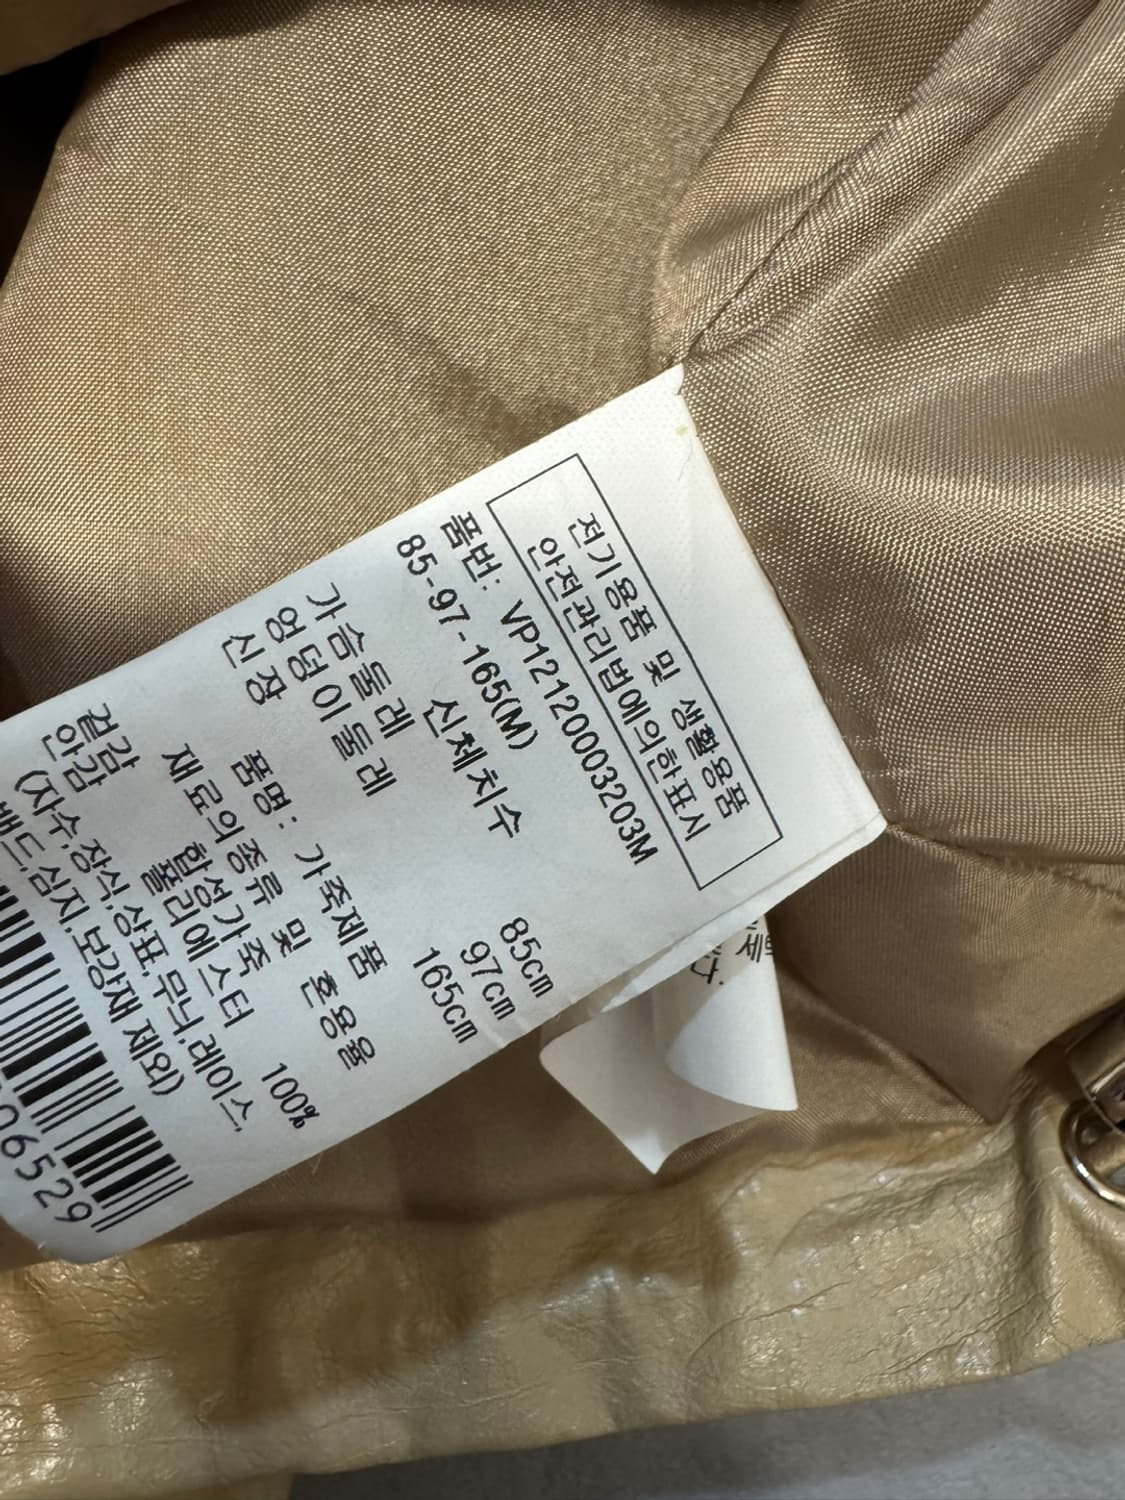 전기용품 및 생활용품
안전관리법에의한표시
품번: VP12120003203M
85-97-165(M)
신체치수
가슴둘레 85cm
엉덩이둘레 97cm
신장 165cm
품명: 가죽제품
재료의종류 및 혼용율
겉감 합성가죽 100%
안감 폴리에스터
(자수,장식,상표,무늬,레이스,
밴드,심지,보강재 제외)
06529